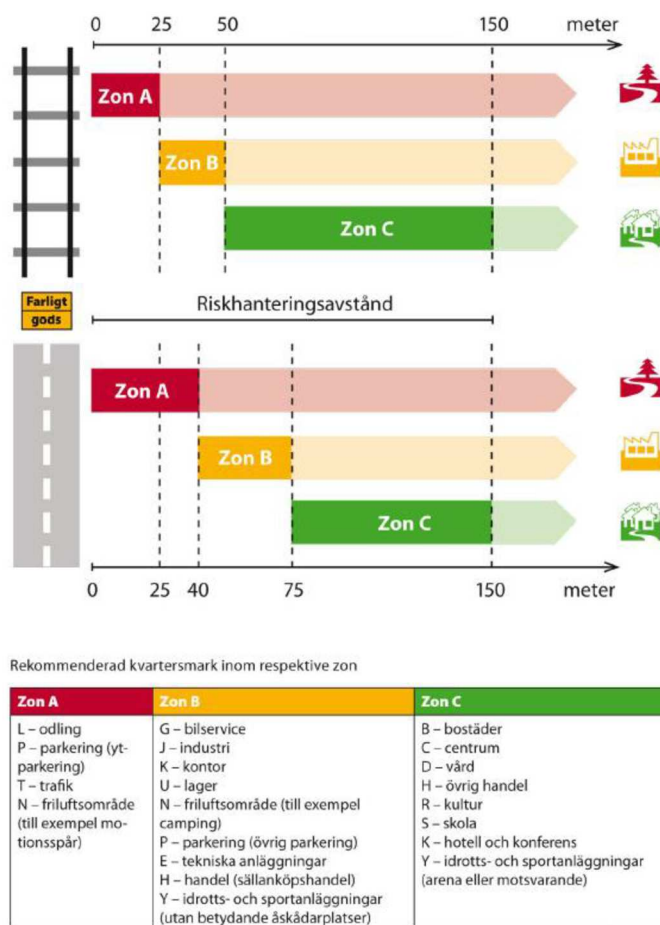 0 25 50 150 meter
Zon A
Zon B
Zon C
Farligt
gods
Riskhanteringsavstånd
Zon A
Zon B
Zon C
0 25 40 75 150 meter
Rekommenderad kvartersmark inom respektive zon
Zon A
L – odling
P – parkering (yt-
parkering)
T – trafik
N – friluftsområde
(till exempel mo-
tionsspår)
Zon B
G – bilservice
J – industri
K – kontor
U – lager
N – friluftsområde (till exempel
camping)
P – parkering (övrig parkering)
E – tekniska anläggningar
H – handel (sällanköpshandel)
Y – idrotts- och sportanläggningar
(utan betydande åskådarplatser)
Zon C
B – bostäder
C – centrum
D – vård
H – övrig handel
R – kultur
S – skola
K – hotell och konferens
Y – idrotts- och sportanläggningar
(arena eller motsvarande)